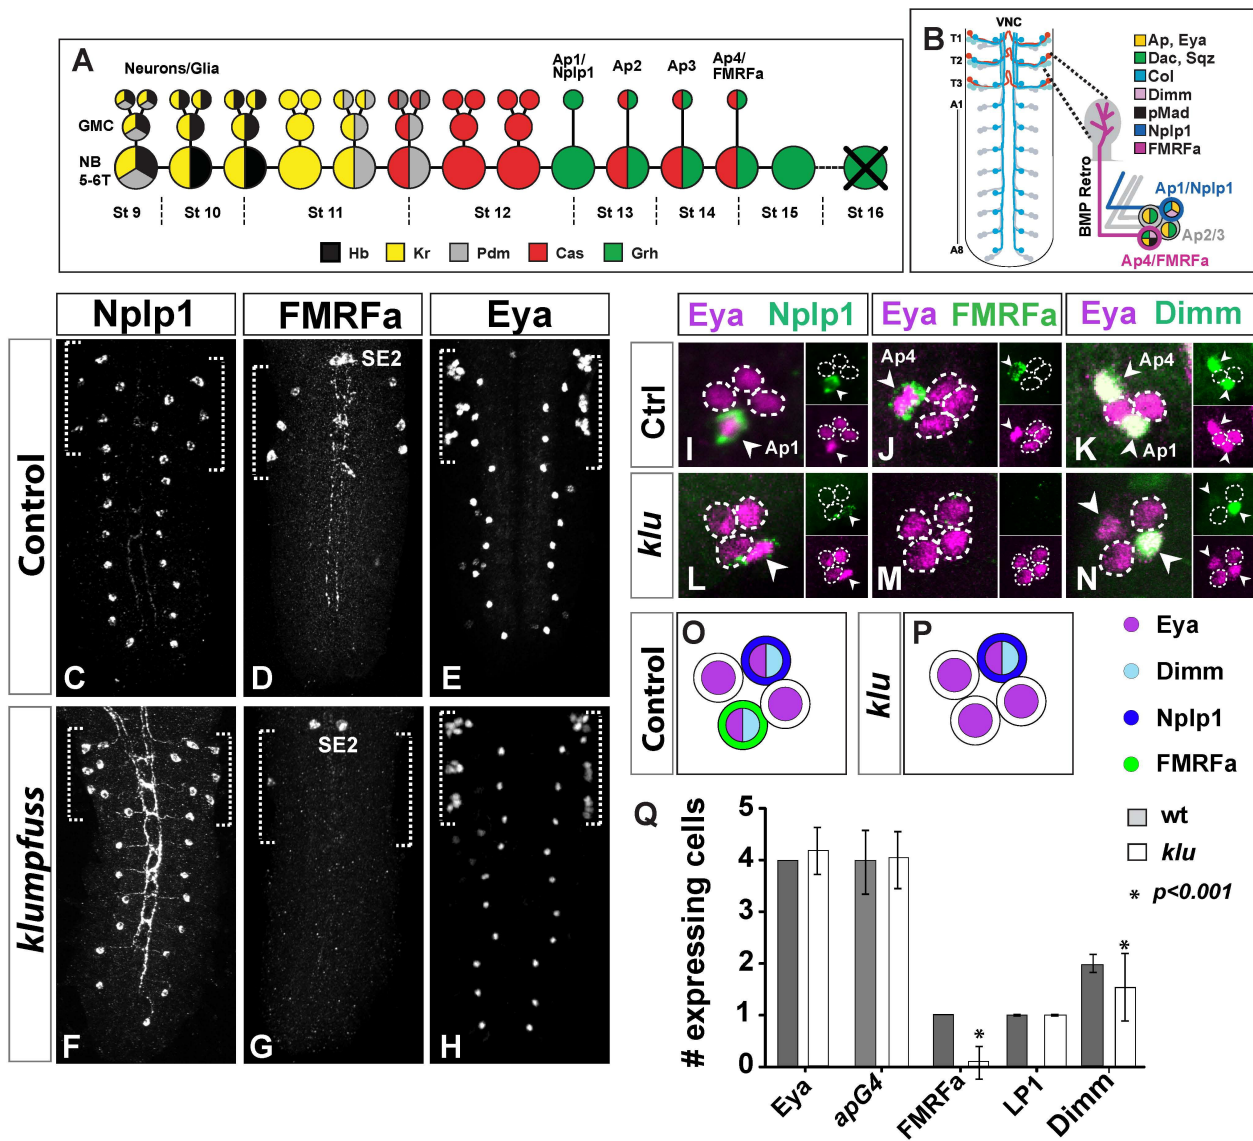 A
Neurons/Glia
Ap1/
Nplp1
Ap2
Ap3
Ap4/
FMRFa
GMC
NB
5-6T
St 9
St 10
St 11
St 12
St 13
St 14
St 15
St 16
Hb
Kr
Pdm
Cas
Grh
B
VNC
T1
T2
T3
A1
A8
Ap, Eya
Dac, Sqz
Col
Dimm
pMad
Nplp1
FMRFa
BMP Retro
Ap1/Nplp1
Ap2/3
Ap4/FMRFa
Nplp1
FMRFa
Eya
Control
SE2
C
D
E
klumpfuss
SE2
F
G
H
Eya Nplp1
Eya FMRFa
Eya Dimm
Ctrl
Ap1
I
Ap4
J
Ap4
Ap1
K
klu
L
M
N
Control
O
klu
P
Eya
Dimm
Nplp1
FMRFa
Q
# expressing cells
5
4
3
2
1
0
*
*
Eya
apG4
FMRFa
LP1
Dimm
wt
klu
* p<0.001